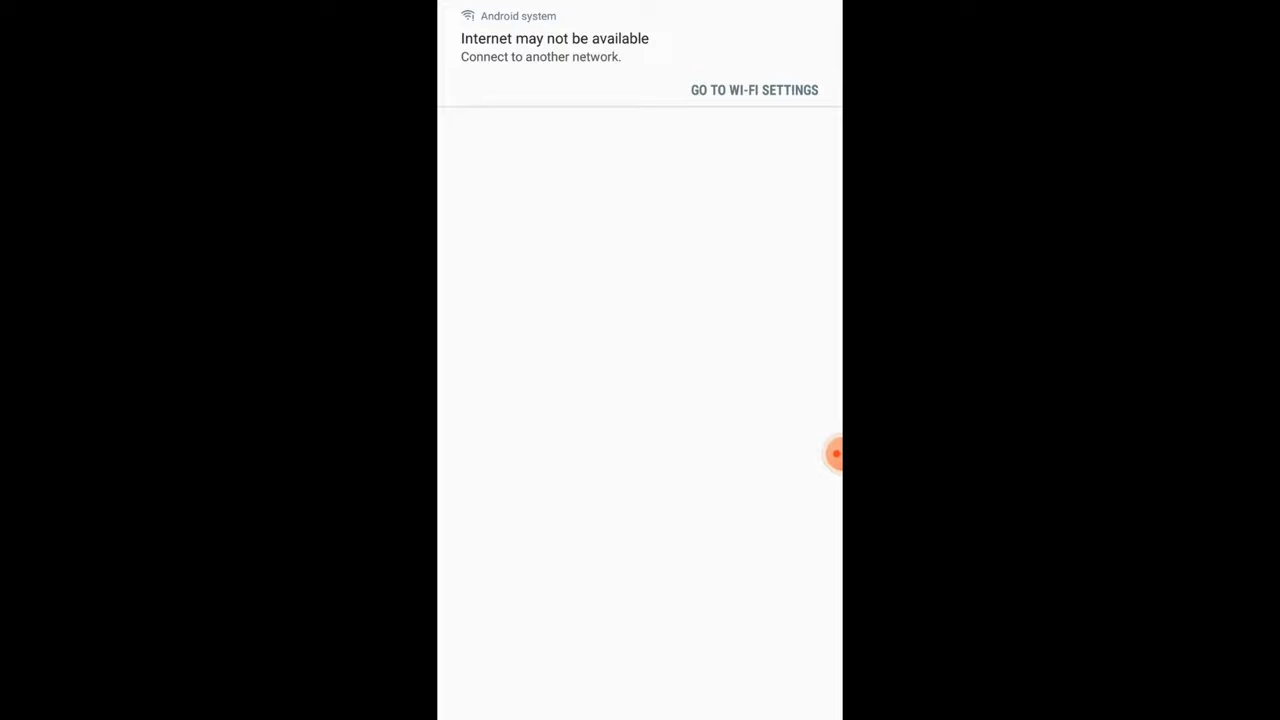 Android system
Internet may not be available
Connect to another network.
GO TO WI-FI SETTINGS